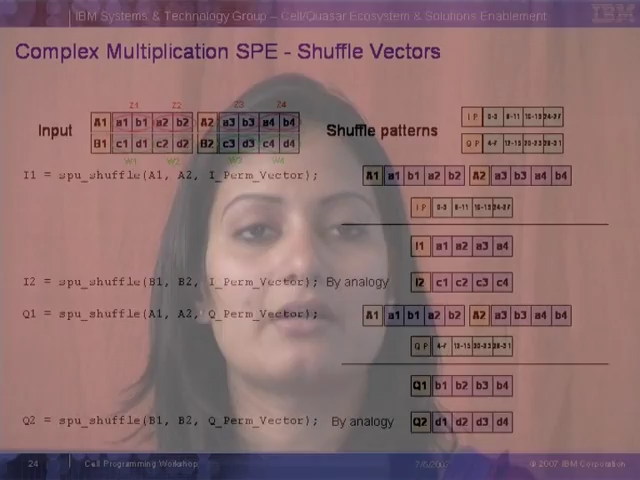 IBM Systems & Technology Group – Cell/Quasar Ecosystem & Solutions Enablement IBM
Complex Multiplication SPE - Shuffle Vectors
Z1 Z2 Z3 Z4
Input A1 a1 b1 a2 b2 A2 a3 b3 a4 b4
B1 c1 d1 c2 d2 B2 c3 d3 c4 d4
W1 W2 W3 W4
Shuffle patterns
I P 0-3 8-11 16-19 24-27
Q P 4-7 12-15 20-23 28-31
I1 = spu_shuffle(A1, A2, I_Perm_Vector); A1 a1 b1 a2 b2 A2 a3 b3 a4 b4
I P 0-3 8-11 16-19 24-27
I1 a1 a2 a3 a4
I2 = spu_shuffle(B1, B2, I_Perm_Vector); By analogy I2 c1 c2 c3 c4
Q1 = spu_shuffle(A1, A2, Q_Perm_Vector); A1 a1 b1 a2 b2 A2 a3 b3 a4 b4
Q P 4-7 12-15 20-23 28-31
Q1 b1 b2 b3 b4
Q2 = spu_shuffle(B1, B2, Q_Perm_Vector); By analogy Q2 d1 d2 d3 d4
24 Cell Programming Workshop © 2007 IBM Corporation